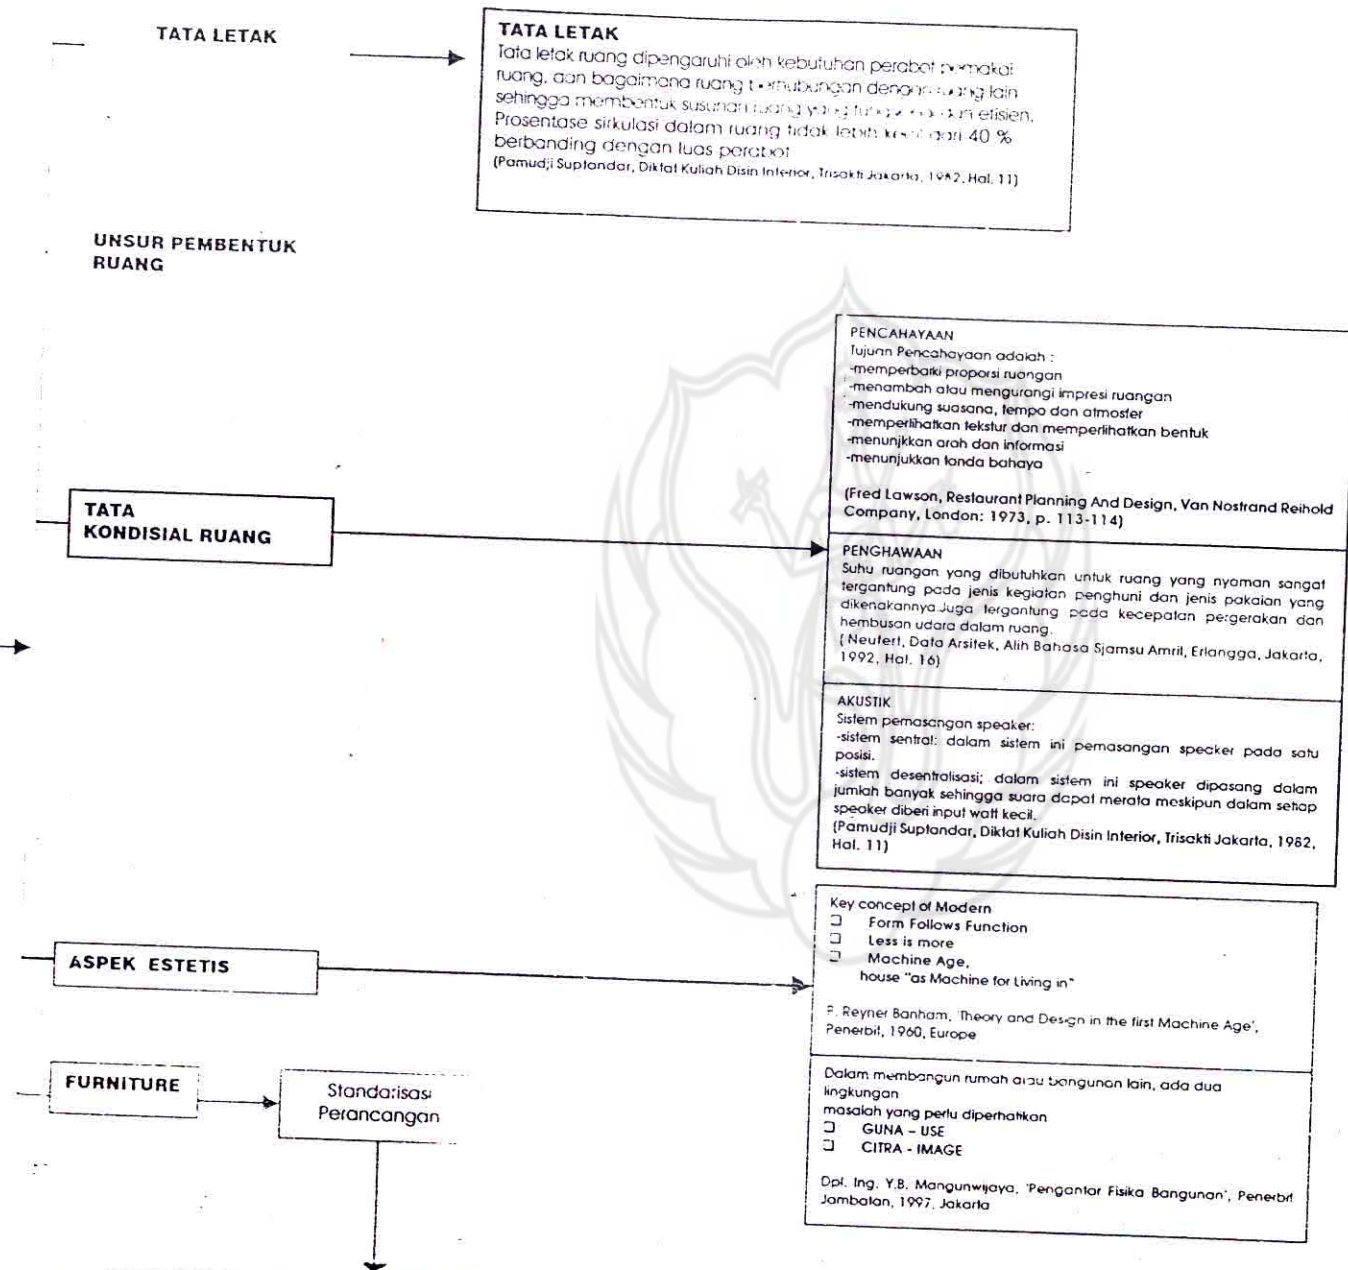 TATA LETAK
TATA LETAK
Tata letak ruang dipengaruhi oleh kebutuhan perabot pemakai
ruang, dan bagaimana ruang berhubungan dengan ruang lain
sehingga membentuk susunan ruang yang dan efisien.
Prosentase sirkulasi dalam ruang tidak lebih kecil dari 40 %
berbanding dengan luas perabot
(Pamudji Suptandar, Diktat Kuliah Disin Interior, Trisakti Jakarta, 1982, Hal. 11)
UNSUR PEMBENTUK
RUANG
PENCAHAYAAN
Tujuan Pencahayaan adalah :
-memperbaiki proporsi ruangan
-menambah atau mengurangi impresi ruangan
-mendukung suasana, tempo dan atmosfer
-memperlihatkan tekstur dan memperlihatkan bentuk
-menunjkkan arah dan informasi
-menunjukkan tanda bahaya
(Fred Lawson, Restaurant Planning And Design, Van Nostrand Reihold
Company, London: 1973, p. 113-114)
TATA
KONDISIAL RUANG
PENGHAWAAN
Suhu ruangan yang dibutuhkan untuk ruang yang nyaman sangat
tergantung pada jenis kegiatan penghuni dan jenis pakaian yang
dikenakannya.Juga tergantung pada kecepatan pergerakan dan
hembusan udara dalam ruang.
( Neufert, Data Arsitek, Alih Bahasa Sjamsu Amril, Erlangga, Jakarta,
1992, Hal. 16)
AKUSTIK
Sistem pemasangan speaker:
-sistem sentral: dalam sistem ini pemasangan speaker pada satu
posisi.
-sistem desentralisasi; dalam sistem ini speaker dipasang dalam
jumlah banyak sehingga suara dapat merata meskipun dalam setiap
speaker diberi input watt kecil.
(Pamudji Suptandar, Diktat Kuliah Disin Interior, Trisakti Jakarta, 1982,
Hal. 11)
ASPEK ESTETIS
Key concept of Modern
❑ Form Follows Function
❑ Less is more
❑ Machine Age,
house "as Machine for Living in"
P. Reyner Banham, 'Theory and Design in the first Machine Age',
Penerbit, 1960, Europe
FURNITURE
Standarisasi
Perancangan
Dalam membangun rumah atau bangunan lain, ada dua
lingkungan
masalah yang perlu diperhatikan
❑ GUNA – USE
❑ CITRA - IMAGE
Dpl. Ing. Y.B. Mangunwijaya, 'Pengantar Fisika Bangunan', Penerbit
Jambatan, 1997, Jakarta